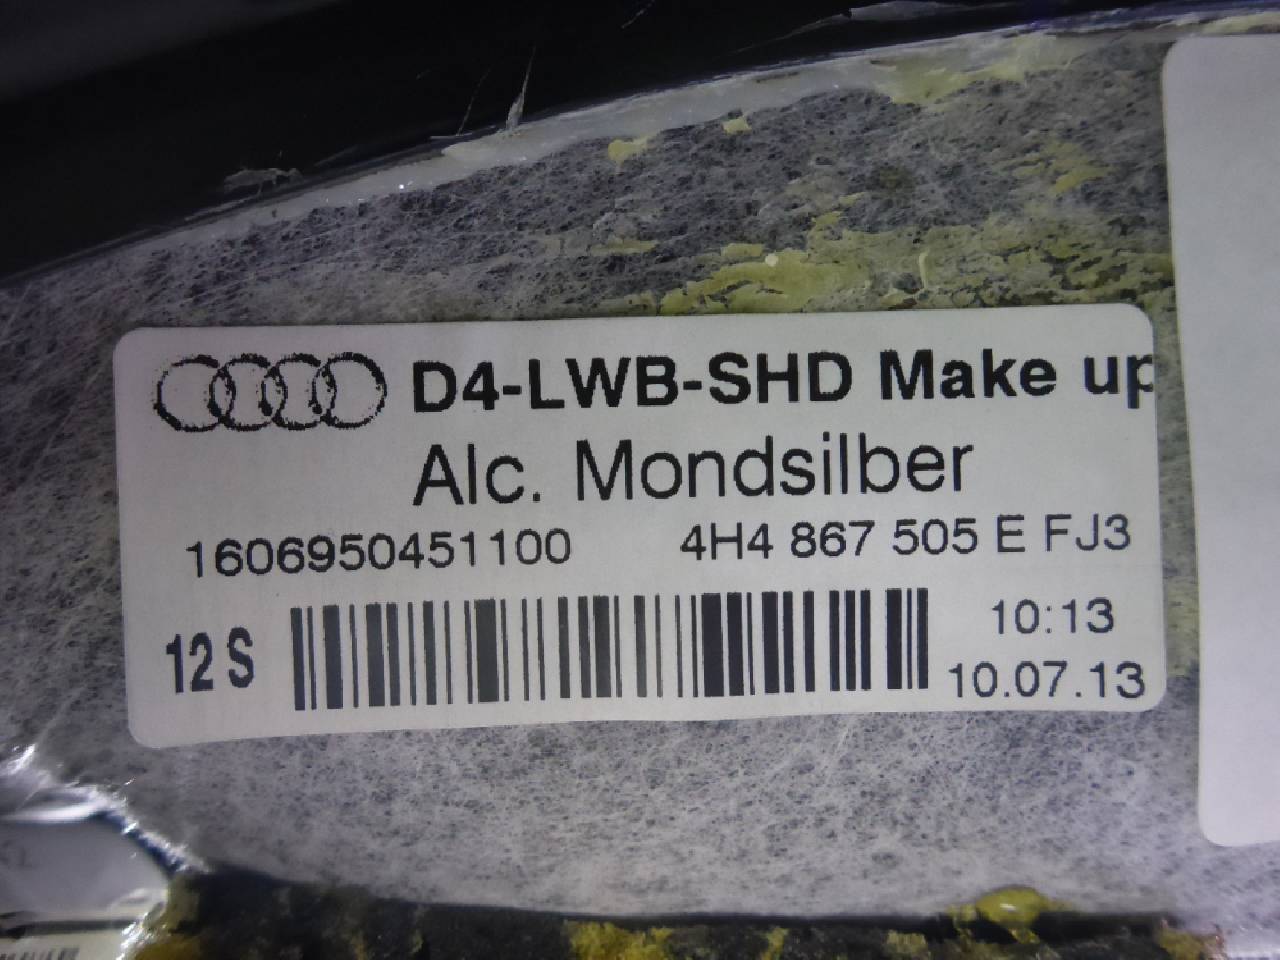 D4-LWB-SHD Make up
Alc. Mondsilber
1606950451100 4H4 867 505 E FJ3
12 S
10:13
10.07.13